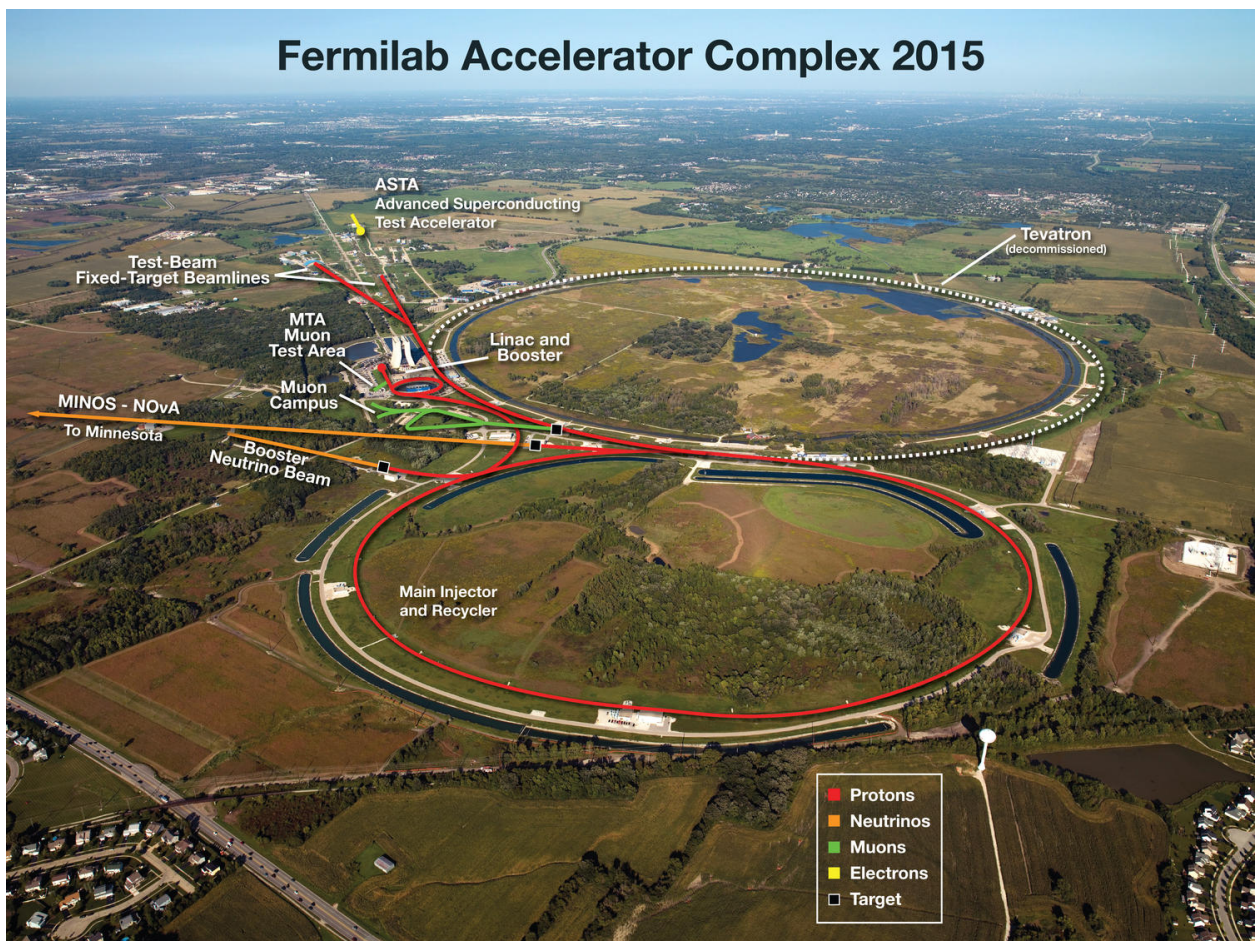 Fermilab Accelerator Complex 2015
ASTA
Advanced Superconducting
Test Accelerator
Tevatron
(decommissioned)
Test-Beam
Fixed-Target Beamlines
MTA
Muon
Test Area
Linac and
Booster
Muon
Campus
MINOS - NOνA
To Minnesota
Booster
Neutrino Beam
Main Injector
and Recycler
Protons
Neutrinos
Muons
Electrons
Target